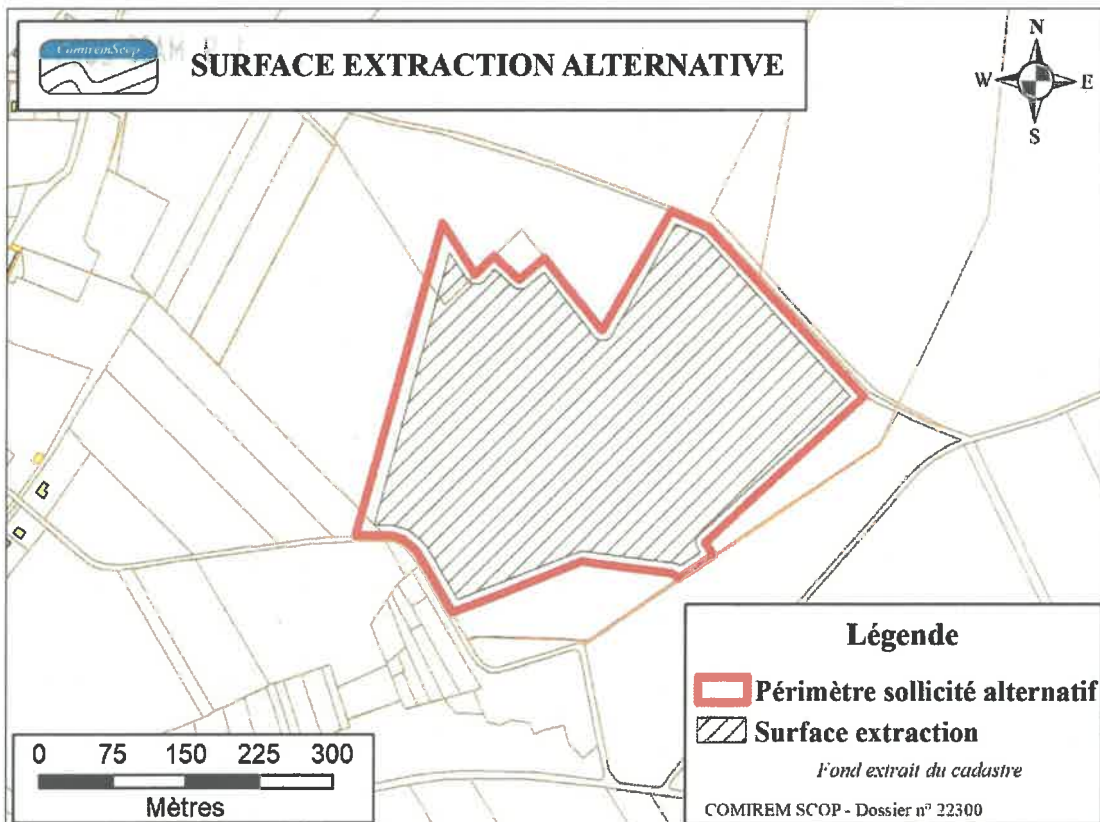 ComiremScop
SURFACE EXTRACTION ALTERNATIVE
N
W E
S
Légende
Périmètre sollicité alternatif
Surface extraction
Fond extrait du cadastre
COMIREM SCOP - Dossier n° 22300
0 75 150 225 300
Mètres